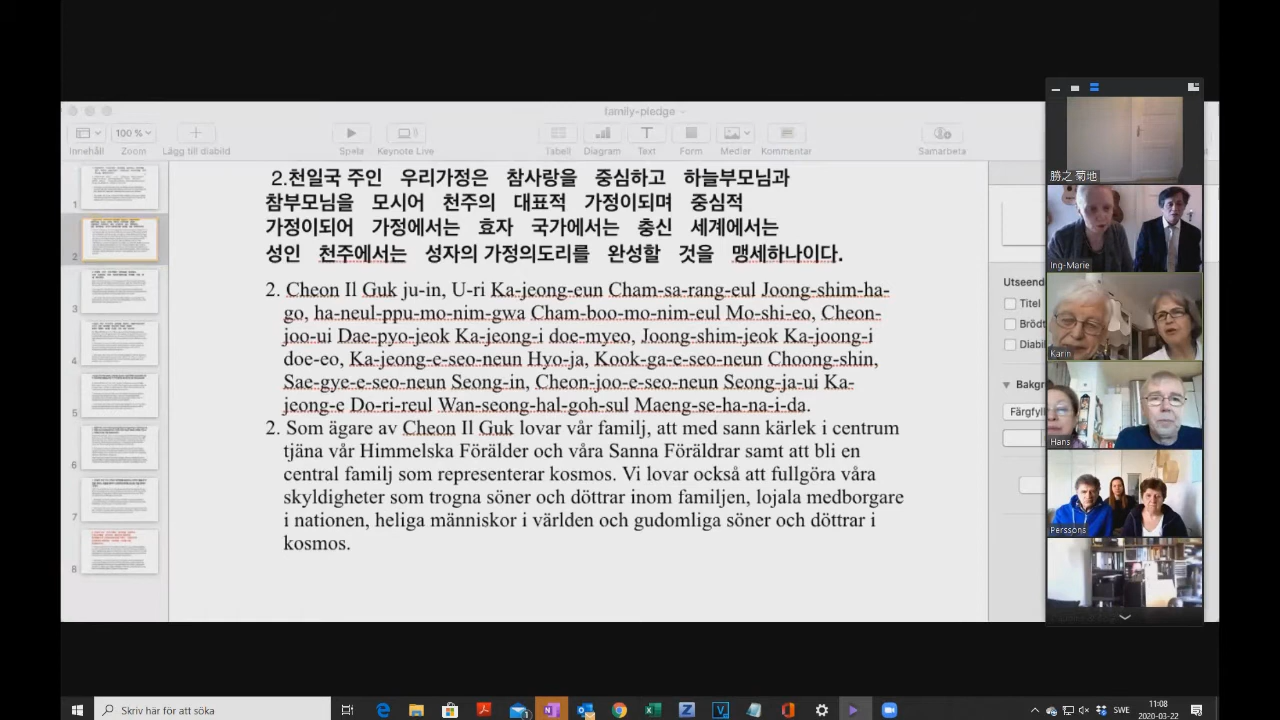 family-pledge
100 %
Innehåll
Zoom
Lägg till diabild
Spela
Keynote Live
Tabell
Diagram
Text
Form
Medier
Kommentar
Samarbeta
1
2
3
4
5
6
7
8
2.천일국 주인 우리가정은 참사랑을 중심하고 하늘부모님과
참부모님을 모시어 천주의 대표적 가정이되며 중심적
가정이되어 가정에서는 효자 국가에서는 충신 세계에서는
성인 천주에서는 성자의 가정의도리를 완성할 것을 맹세하나이다.
2. Cheon Il Guk ju-in, U-ri Ka-jeong-eun Cham-sa-rang-eul Joong-shim-ha-
go, ha-neul-ppu-mo-nim-gwa Cham-boo-mo-nim-eul Mo-shi-eo, Cheon-
joo-ui Dae-pyo-jeok Ka-jeong-i doe-myeo, Joong-shim-jeok Ka-joong-i
doe-eo, Ka-jeong-e-seo-neun Hyo-ja, Kook-ga-e-seo-neun Choong-shin,
Sae-gye-e-seo-neun Seong-in, Cheon-joo-e-seo-neun Seong-ja-ui Ka-
jeong-e Do-ri-reul Wan-seong-hal-goh-sul Maeng-se-ha-na-i-da.
2. Som ägare av Cheon Il Guk lovar vår familj, att med sann kärlek i centrum
tjäna vår Himmelska Förälder och våra Sanna Föräldrar samt att bli en
central familj som representerar kosmos. Vi lovar också att fullgöra våra
skyldigheter som trogna söner och döttrar inom familjen, lojala medborgare
i nationen, heliga människor i världen och gudomliga söner och döttrar i
kosmos.
Utseend
Titel
Brödt
Diabil
Bakgr
Färgfyll
勝之 菊地
Ing-Marie
Karin
Hans
Perssons
Skriv här för att söka
SWE
11:08
2020-03-22